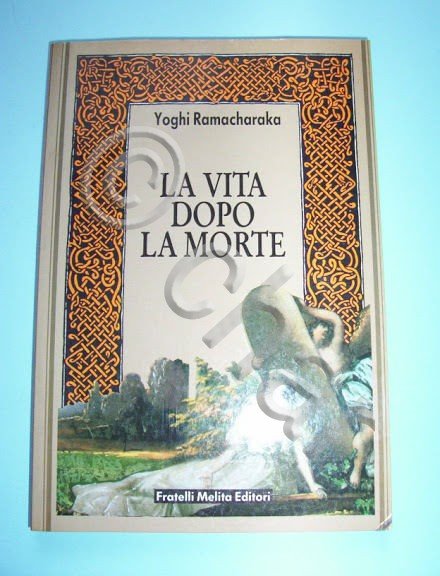 Yoghi Ramacharaka
LA VITA
DOPO
LA MORTE
Fratelli Melita Editori